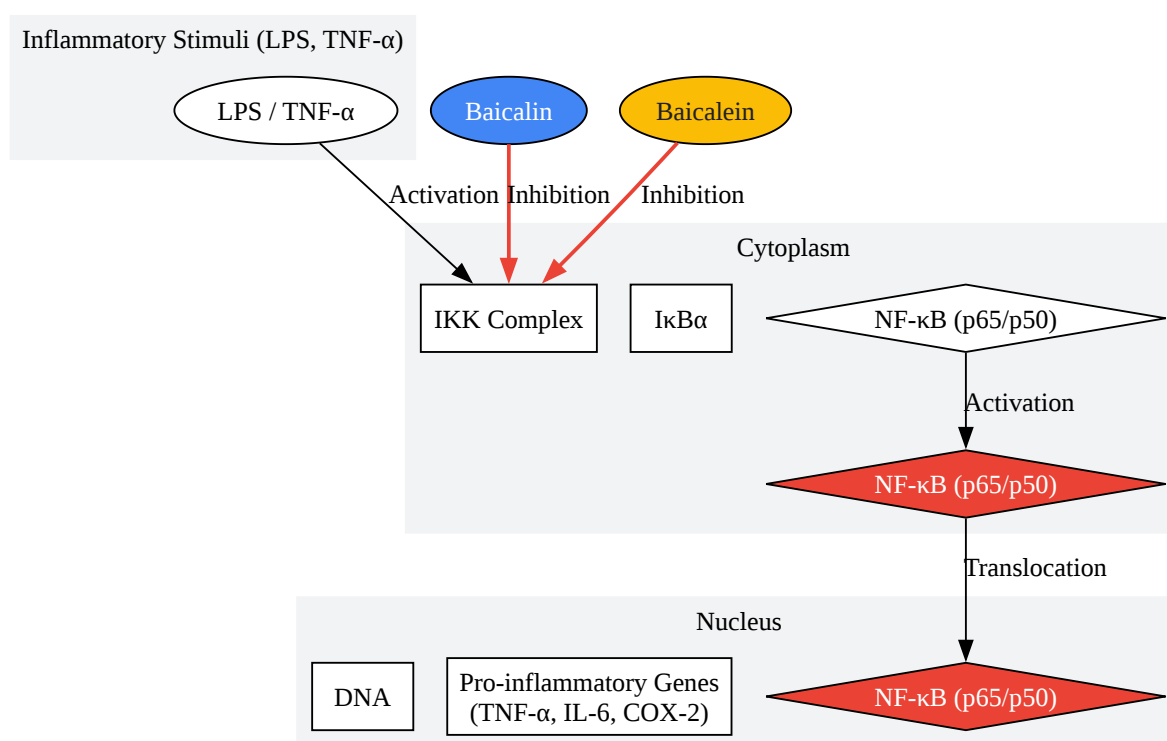 Inflammatory Stimuli (LPS, TNF-α)
LPS / TNF-α
Baicalin
Baicalein
Activation
Inhibition
Inhibition
Cytoplasm
IKK Complex
IκBα
NF-κB (p65/p50)
Activation
NF-κB (p65/p50)
Translocation
Nucleus
DNA
Pro-inflammatory Genes
(TNF-α, IL-6, COX-2)
NF-κB (p65/p50)